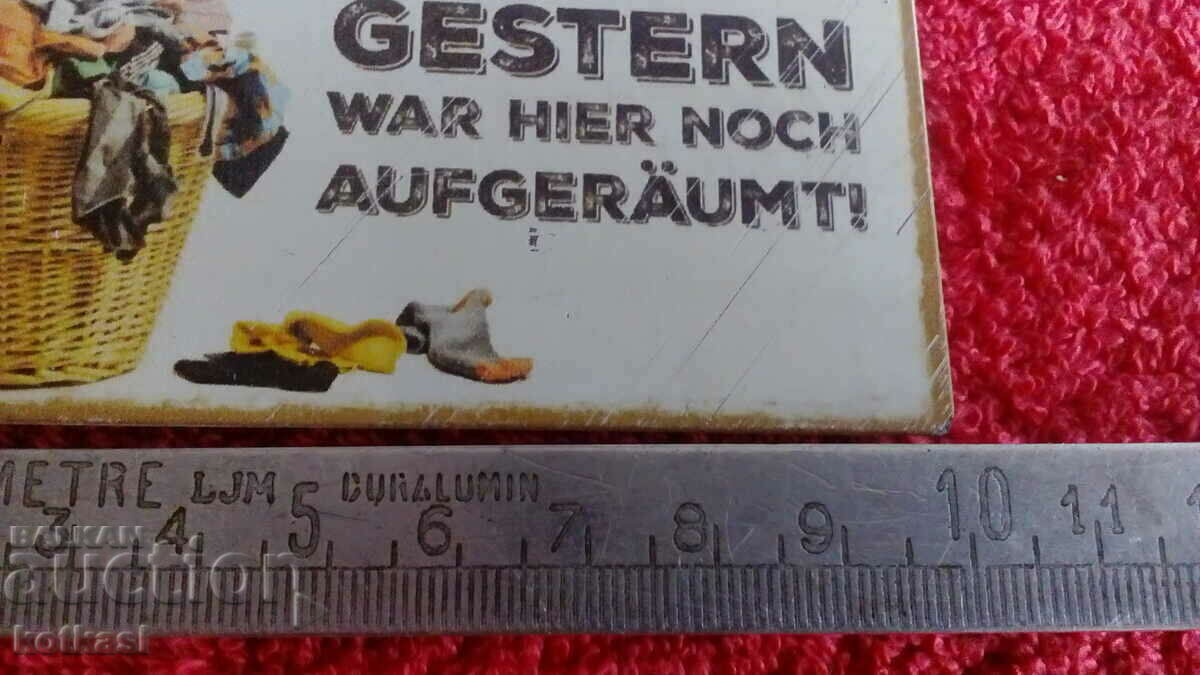 GESTERN
WAR HIER NOCH
AUFGERÄUMT!
METRE LJM DURALUMIN
3 4 5 6 7 8 9 10 11
BALKAN
auction
kotkasl